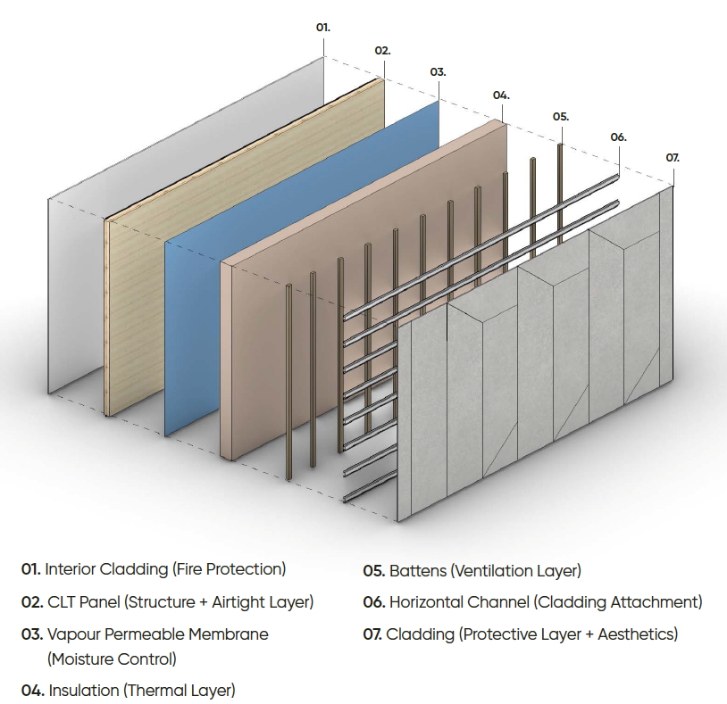 01.
02.
03.
04.
05.
06.
07.
01. Interior Cladding (Fire Protection)
02. CLT Panel (Structure + Airtight Layer)
03. Vapour Permeable Membrane
(Moisture Control)
04. Insulation (Thermal Layer)
05. Battens (Ventilation Layer)
06. Horizontal Channel (Cladding Attachment)
07. Cladding (Protective Layer + Aesthetics)